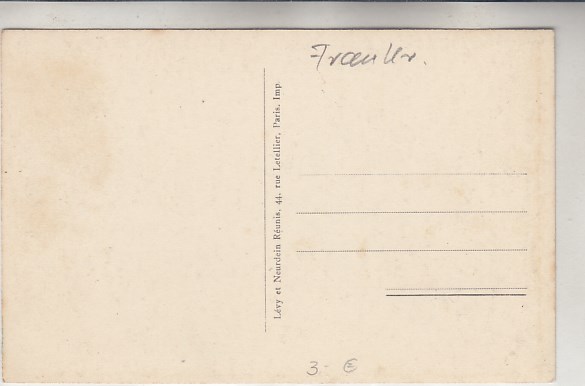 Frankr.
Lévy et Neurdein Réunis, 44, rue Letellier, Paris. Imp.
3.- €